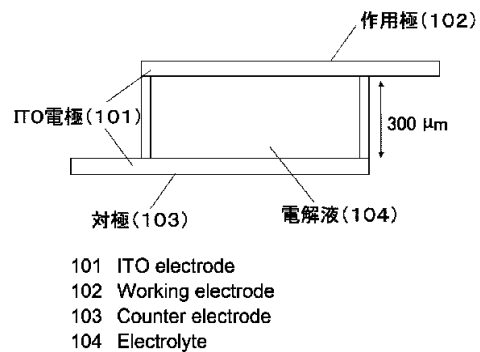 作用極(102)
ITO電極(101)
300 μm
対極(103)
電解液(104)
101 ITO electrode
102 Working electrode
103 Counter electrode
104 Electrolyte